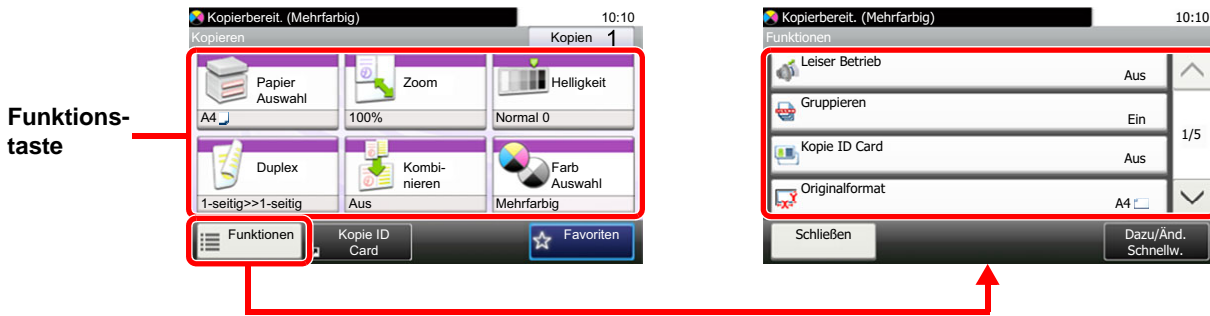 Funktions-
taste
Kopierbereit. (Mehrfarbig)
10:10
Kopieren
Kopien 1
Papier
Auswahl
A4
Zoom
100%
Helligkeit
Normal 0
Duplex
1-seitig>>1-seitig
Kombi-
nieren
Aus
Farb
Auswahl
Mehrfarbig
Funktionen
Kopie ID
Card
Favoriten
Kopierbereit. (Mehrfarbig)
10:10
Funktionen
Leiser Betrieb
Aus
Gruppieren
Ein
Kopie ID Card
Aus
Originalformat
A4
1/5
Schließen
Dazu/Änd.
Schnellw.